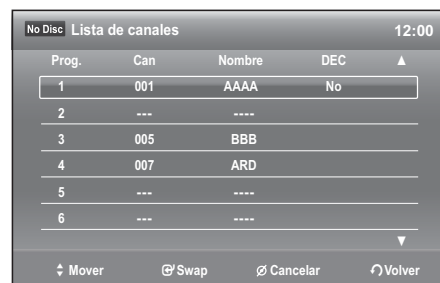 No Disc Lista de canales 12:00
Prog. Can Nombre DEC ▲
1 001 AAAA No
2 --- ----
3 005 BBB
4 007 ARD
5 --- ----
6 --- ----
▼
Mover Swap Cancelar Volver